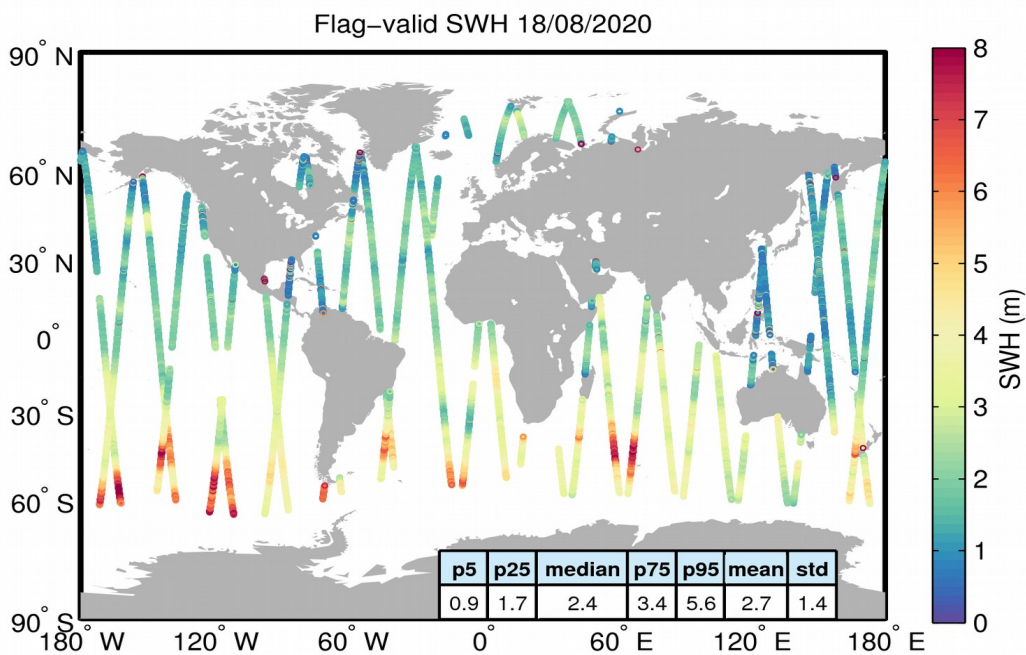 Flag−valid SWH 18/08/2020
90° N
60° N
30° N
0°
30° S
60° S
90° S
180° W
120° W
60° W
0°
60° E
120° E
180° E
p5 p25 median p75 p95 mean std
0.9 1.7 2.4 3.4 5.6 2.7 1.4
8
7
6
5
4
3
2
1
0
SWH (m)